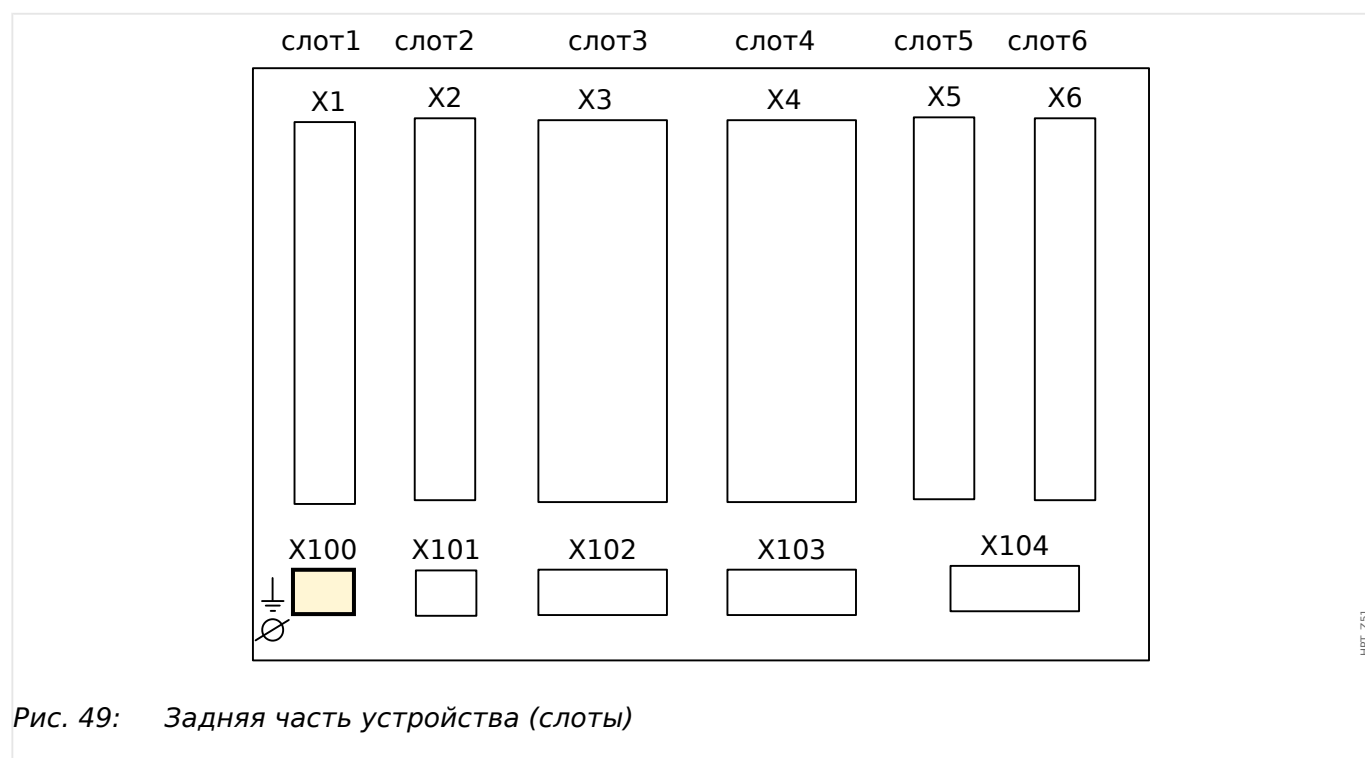 слот1 слот2 слот3 слот4 слот5 слот6
X1 X2 X3 X4 X5 X6
X100 X101 X102 X103 X104
Рис. 49: Задняя часть устройства (слоты)